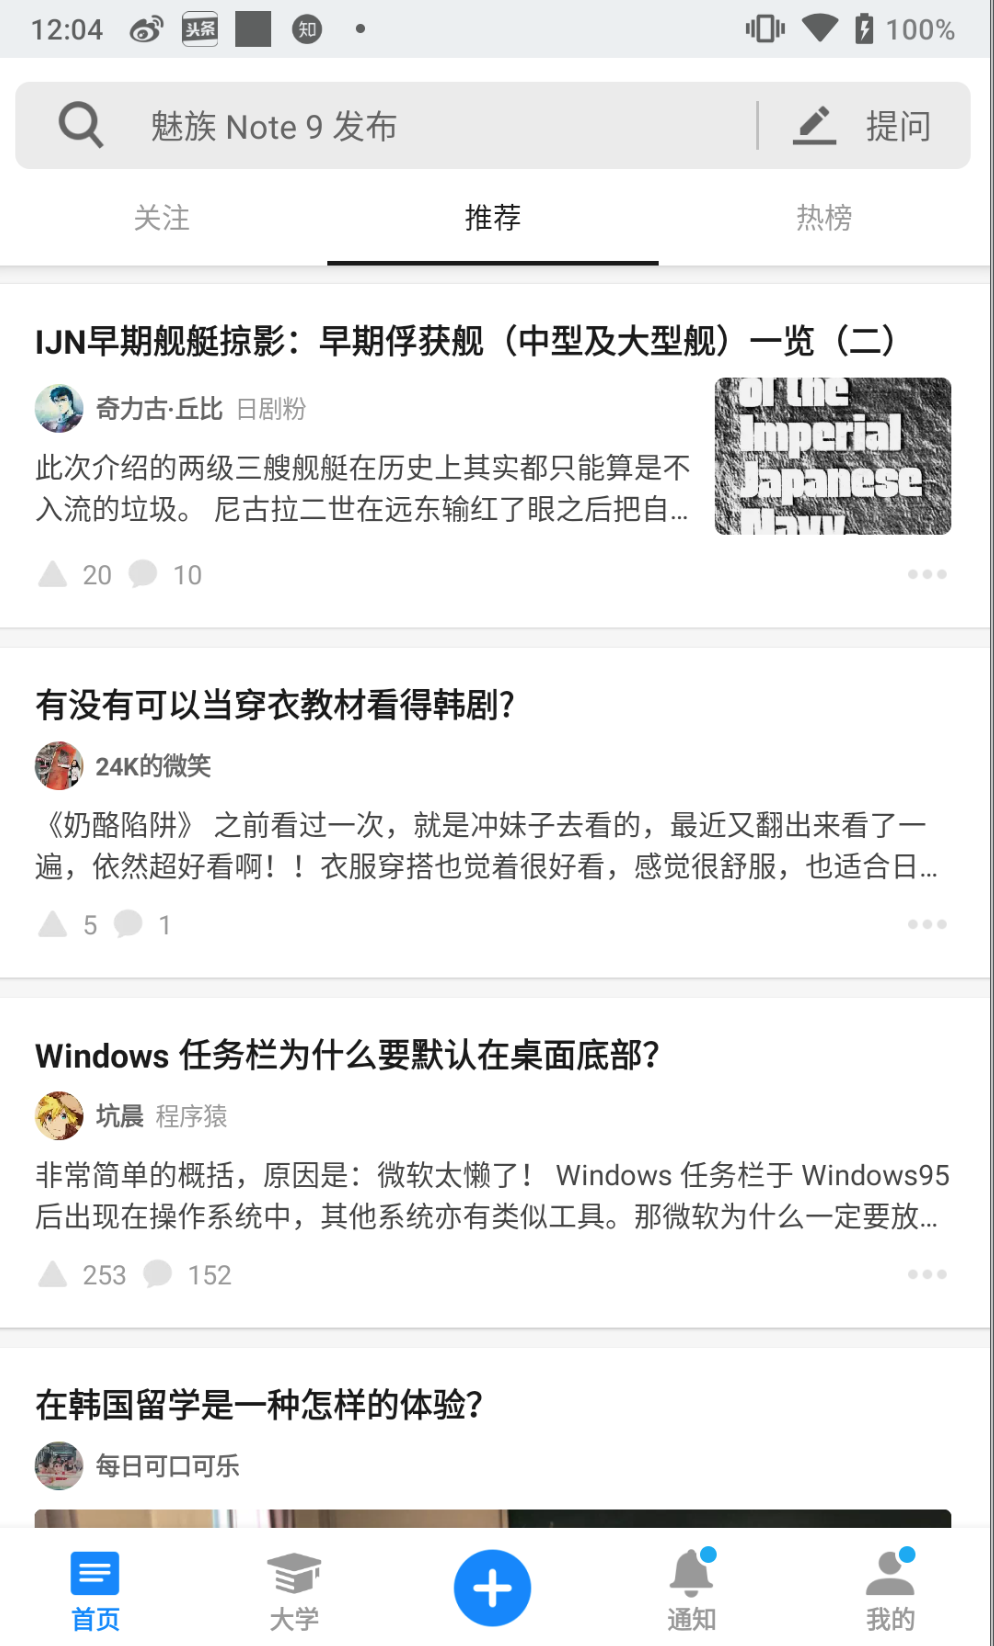 12:04 头条 知 100%
魅族 Note 9 发布 提问
关注 推荐 热榜
IJN早期舰艇掠影：早期俘获舰（中型及大型舰）一览（二）
奇力古·丘比 日剧粉
此次介绍的两级三艘舰艇在历史上其实都只能算是不
入流的垃圾。 尼古拉二世在远东输红了眼之后把自...
of the
Imperial
Japanese
Navy
20 10
有没有可以当穿衣教材看得韩剧?
24K的微笑
《奶酪陷阱》 之前看过一次，就是冲妹子去看的，最近又翻出来看了一
遍，依然超好看啊！！衣服穿搭也觉着很好看，感觉很舒服，也适合日...
5 1
Windows 任务栏为什么要默认在桌面底部？
坑晨 程序猿
非常简单的概括，原因是：微软太懒了！ Windows 任务栏于 Windows95
后出现在操作系统中，其他系统亦有类似工具。那微软为什么一定要放...
253 152
在韩国留学是一种怎样的体验？
每日可口可乐
首页 大学 通知 我的